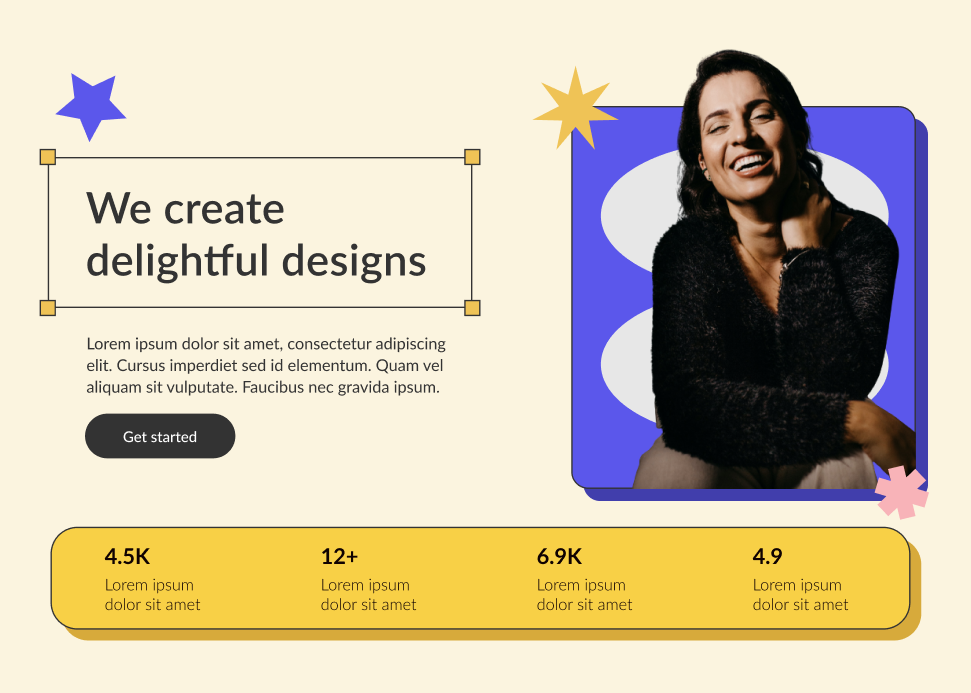 We create
delightful designs
Lorem ipsum dolor sit amet, consectetur adipiscing
elit. Cursus imperdiet sed id elementum. Quam vel
aliquam sit vulputate. Faucibus nec gravida ipsum.
Get started
4.5K
Lorem ipsum
dolor sit amet
12+
Lorem ipsum
dolor sit amet
6.9K
Lorem ipsum
dolor sit amet
4.9
Lorem ipsum
dolor sit amet